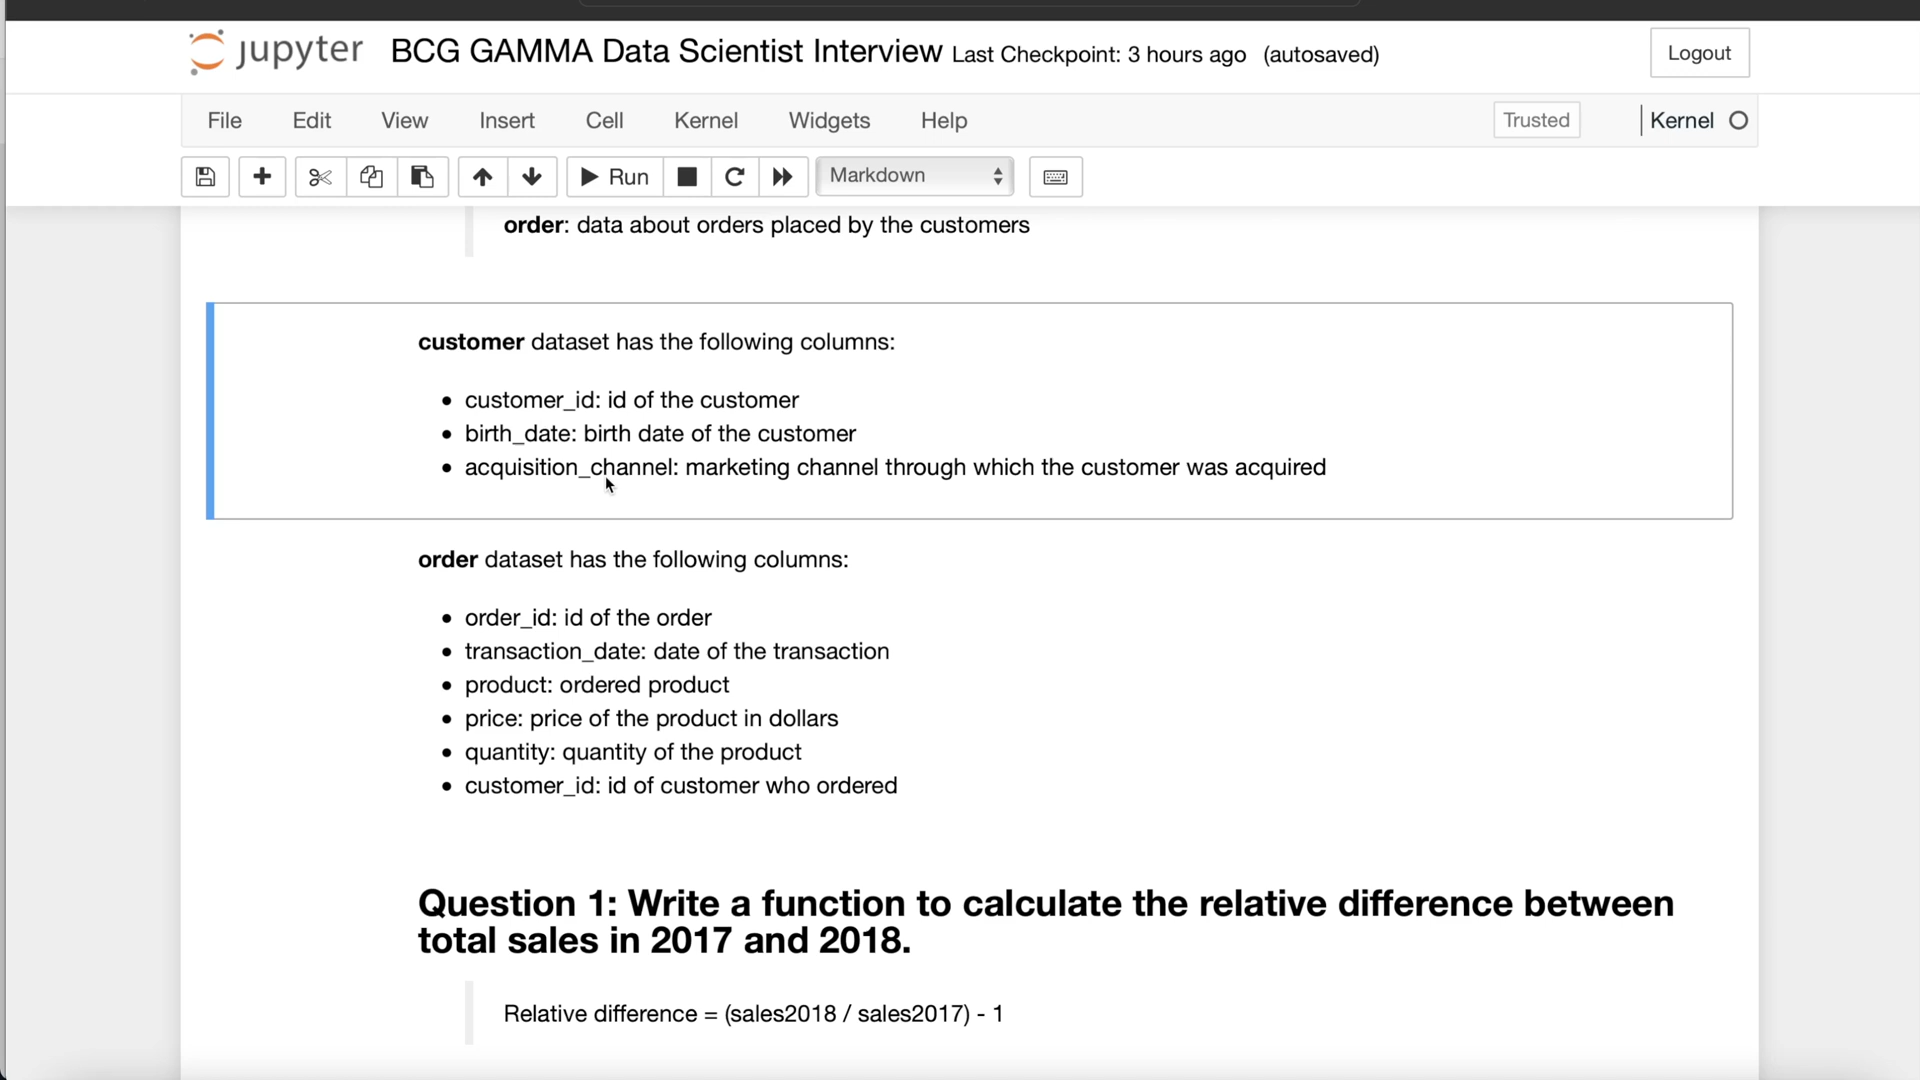 jupyter BCG GAMMA Data Scientist Interview Last Checkpoint: 3 hours ago (autosaved) Logout
File Edit View Insert Cell Kernel Widgets Help Trusted Kernel
Run Markdown
order: data about orders placed by the customers
customer dataset has the following columns:
• customer_id: id of the customer
• birth_date: birth date of the customer
• acquisition_channel: marketing channel through which the customer was acquired
order dataset has the following columns:
• order_id: id of the order
• transaction_date: date of the transaction
• product: ordered product
• price: price of the product in dollars
• quantity: quantity of the product
• customer_id: id of customer who ordered
Question 1: Write a function to calculate the relative difference between
total sales in 2017 and 2018.
Relative difference = (sales2018 / sales2017) - 1